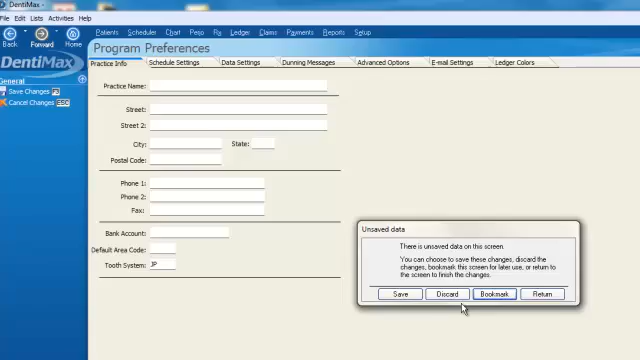 DentiMax -
File Edit Lists Activities Help
Back Forward Home
Patients Scheduler Chart Perio Rx Ledger Claims Payments Reports Setup
Program Preferences
DentiMax
Practice Info Schedule Settings Data Settings Dunning Messages Advanced Options E-mail Settings Ledger Colors
General
Save Changes
Cancel Changes ESC
Practice Name:
Street:
Street 2:
City: State:
Postal Code:
Phone 1:
Phone 2:
Fax:
Bank Account:
Default Area Code:
Tooth System: JP
Unsaved data
There is unsaved data on this screen.
You can choose to save these changes, discard the
changes, bookmark this screen for later use, or return to
the screen to finish the changes.
Save Discard Bookmark Return